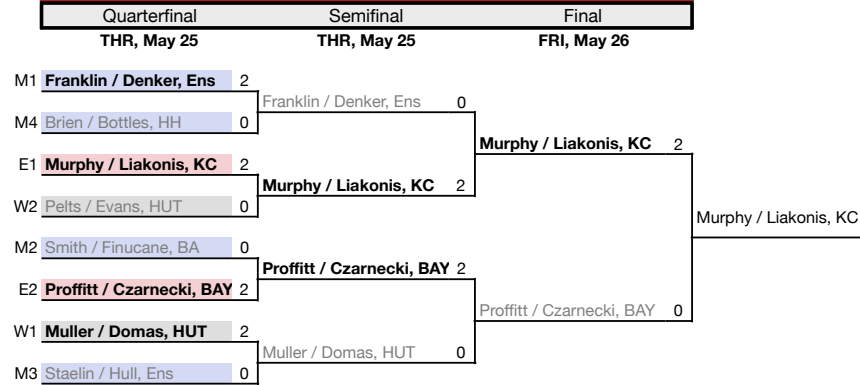 Quarterfinal Semifinal Final
THR, May 25 THR, May 25 FRI, May 26
M1 Franklin / Denker, Ens 2
Franklin / Denker, Ens 0
M4 Brien / Bottles, HH 0
Murphy / Liakonis, KC 2
E1 Murphy / Liakonis, KC 2
Murphy / Liakonis, KC 2
W2 Pelts / Evans, HUT 0
Murphy / Liakonis, KC
M2 Smith / Finucane, BA 0
Proffitt / Czarnecki, BAY 2
E2 Proffitt / Czarnecki, BAY 2
Proffitt / Czarnecki, BAY 0
W1 Muller / Domas, HUT 2
Muller / Domas, HUT 0
M3 Staelin / Hull, Ens 0